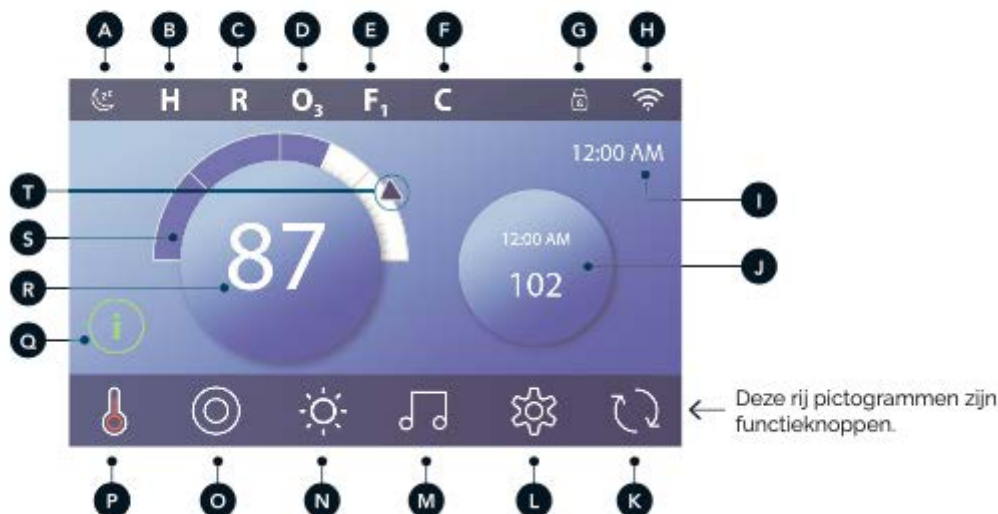 A B C D E F G H
H R O₃ F₁ C
12:00 AM
T
S
R
Q
87
12:00 AM
102
i
I
J
Deze rij pictogrammen zijn
functieknoppen.
P O N M L K